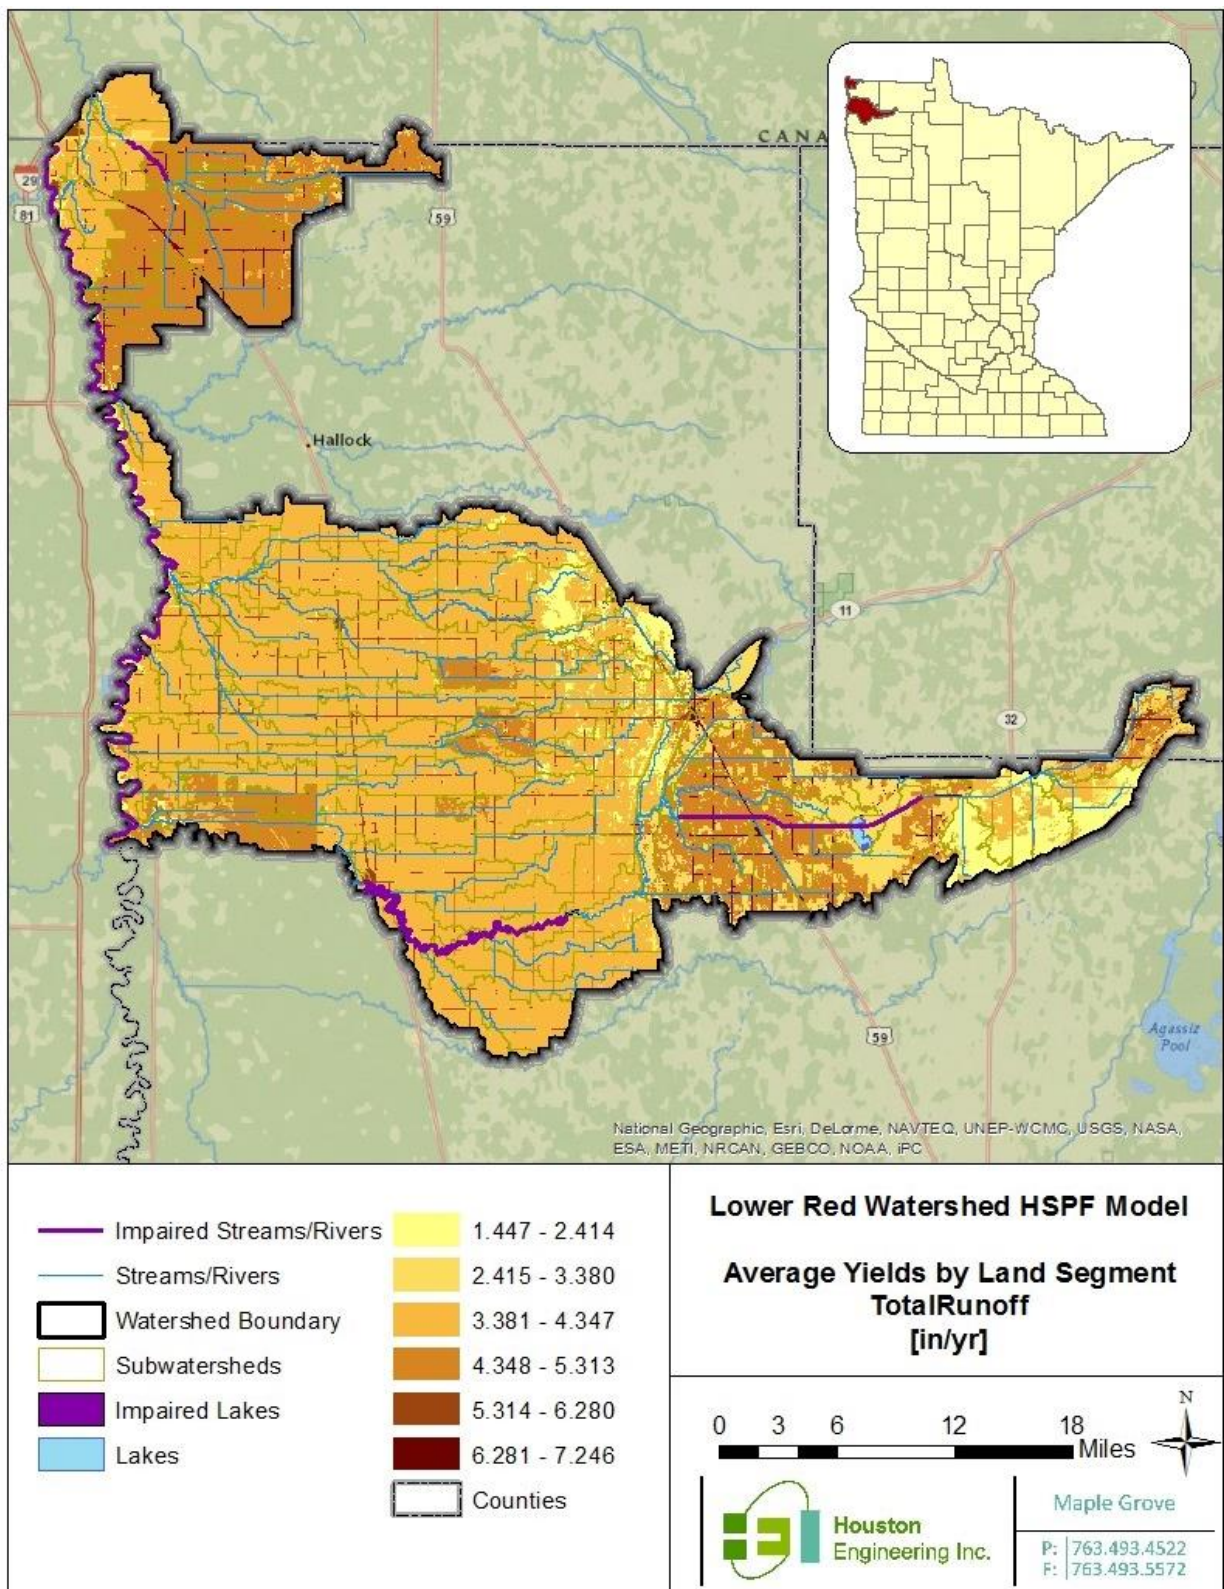 CANA
29
81
59
Hallock
11
32
59
Agassiz
Pool
National Geographic, Esri, DeLorme, NAVTEQ, UNEP-WCMC, USGS, NASA,
ESA, METI, NRCAN, GEBCO, NOAA, iPC
Impaired Streams/Rivers
Streams/Rivers
Watershed Boundary
Subwatersheds
Impaired Lakes
Lakes
1.447 - 2.414
2.415 - 3.380
3.381 - 4.347
4.348 - 5.313
5.314 - 6.280
6.281 - 7.246
Counties
Lower Red Watershed HSPF Model
Average Yields by Land Segment
TotalRunoff
[in/yr]
0 3 6 12 18
Miles
N
Houston
Engineering Inc.
Maple Grove
P: 763.493.4522
F: 763.493.5572